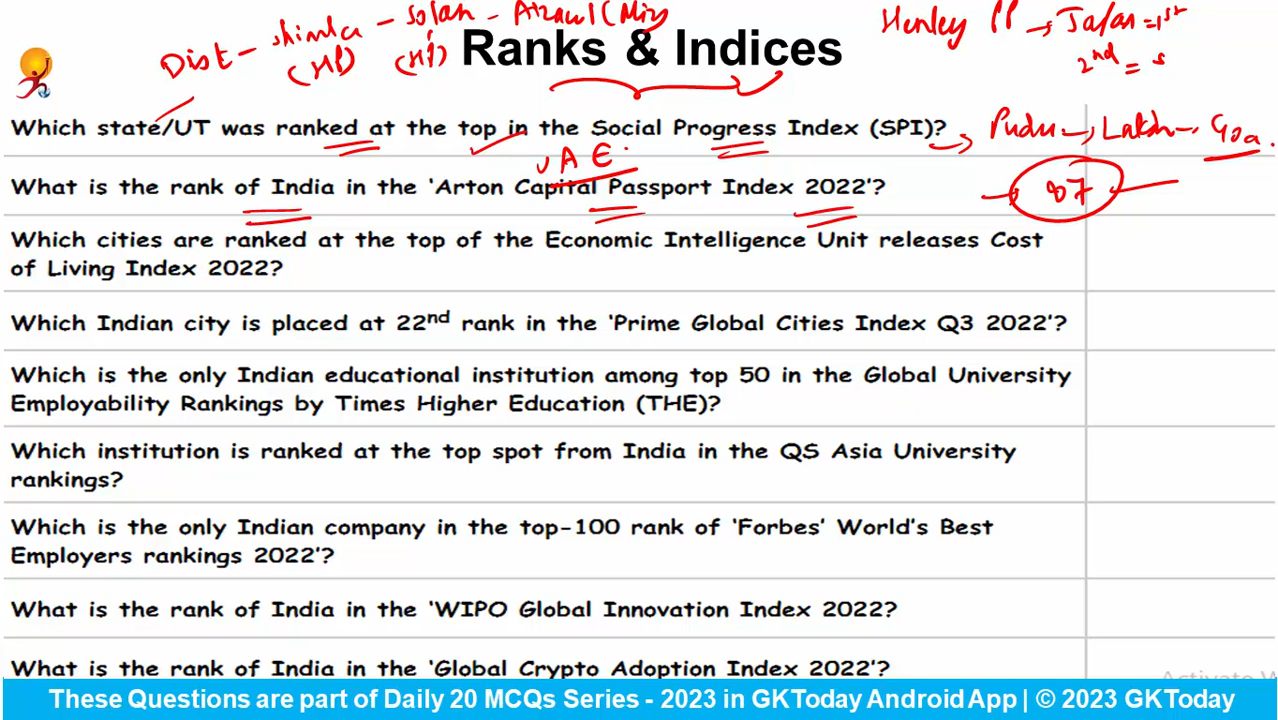 Dist - Shimla - Solan - Aizawl (Miz
(HP) (HP)
Henley PP → Japan = 1st
2nd = S
Ranks & Indices
Which state/UT was ranked at the top in the Social Progress Index (SPI)? → Pudu → Laksh → Goa.
AE
What is the rank of India in the 'Arton Capital Passport Index 2022'? 87
Which cities are ranked at the top of the Economic Intelligence Unit releases Cost
of Living Index 2022?
Which Indian city is placed at 22nd rank in the 'Prime Global Cities Index Q3 2022'?
Which is the only Indian educational institution among top 50 in the Global University
Employability Rankings by Times Higher Education (THE)?
Which institution is ranked at the top spot from India in the QS Asia University
rankings?
Which is the only Indian company in the top-100 rank of 'Forbes' World's Best
Employers rankings 2022'?
What is the rank of India in the 'WIPO Global Innovation Index 2022?
What is the rank of India in the 'Global Crypto Adoption Index 2022'?
Activate W
These Questions are part of Daily 20 MCQs Series - 2023 in GKToday Android App | © 2023 GKToday